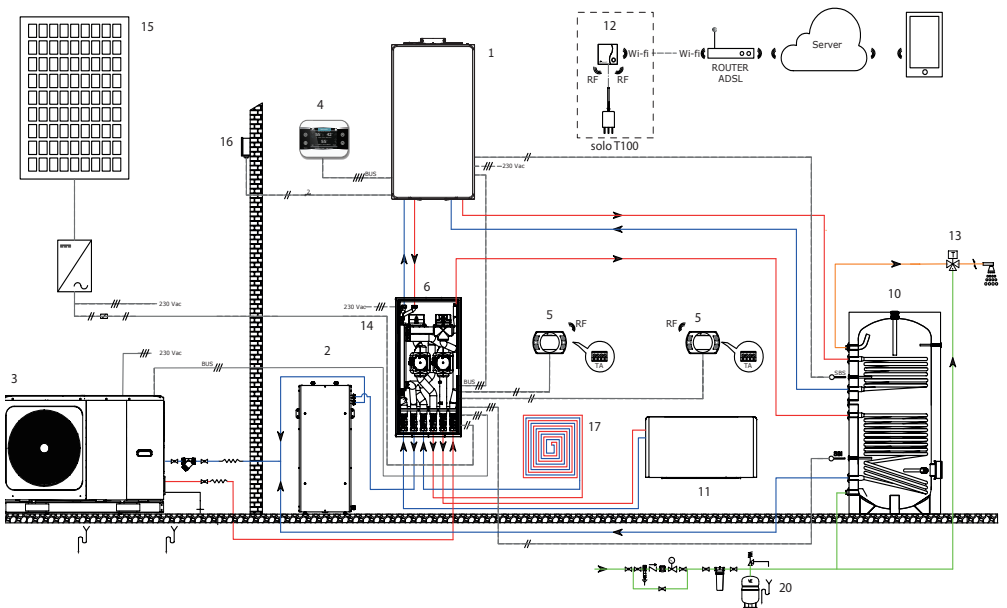 15
1
12
Wi-fi
Wi-fi
RF
RF
ROUTER
ADSL
Server
solo T100
4
16
BUS
2
230 Vac
13
6
10
230 Vac
230 Vac
14
5
RF
TA
RF
5
TA
2
3
230 Vac
BUS
BUS
SBS
17
11
20